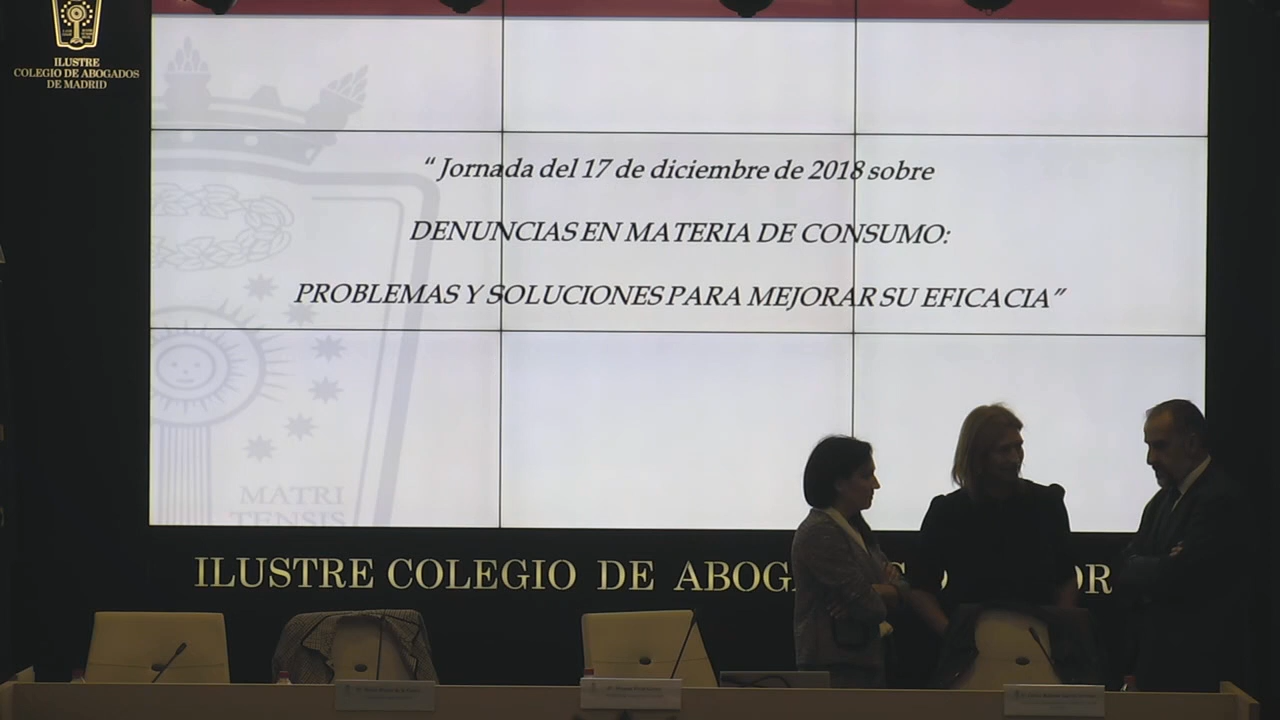 ILUSTRE
COLEGIO DE ABOGADOS
DE MADRID
“ Jornada del 17 de diciembre de 2018 sobre
DENUNCIAS EN MATERIA DE CONSUMO:
PROBLEMAS Y SOLUCIONES PARA MEJORAR SU EFICACIA”
MATRI
TENSIS
ILUSTRE COLEGIO DE ABOG